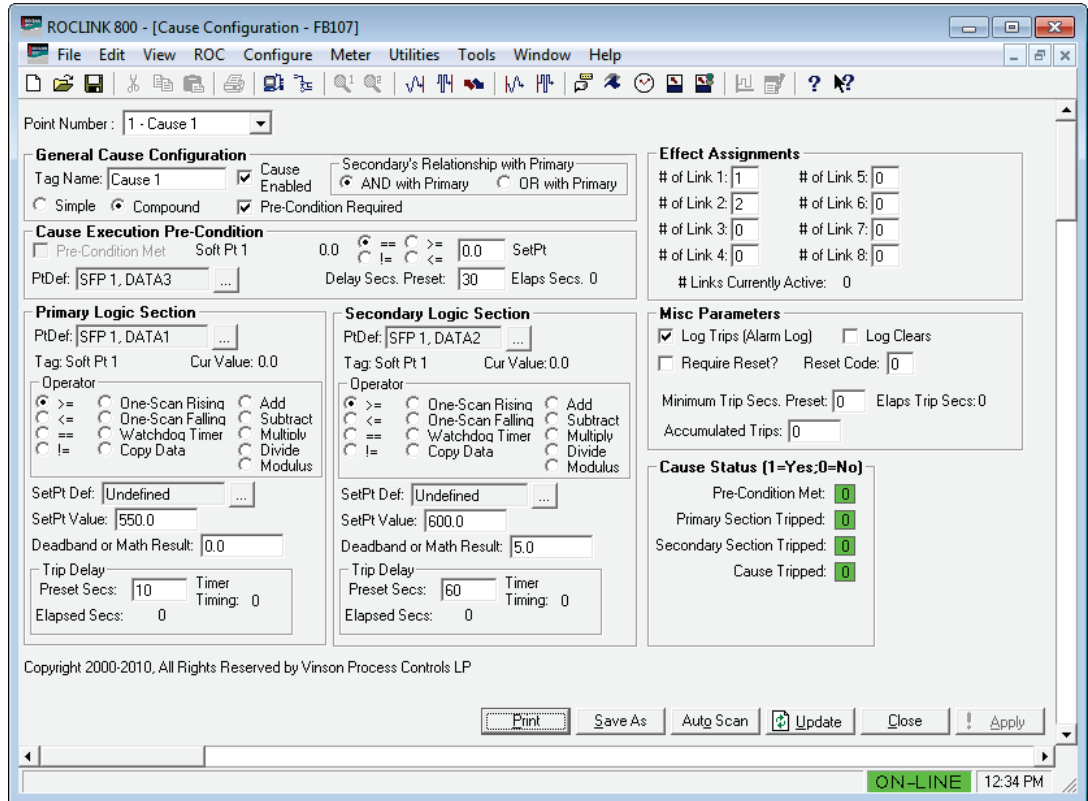 ROCLINK 800 - [Cause Configuration - FB107]
File Edit View ROC Configure Meter Utilities Tools Window Help
Point Number : 1 - Cause 1
General Cause Configuration
Tag Name: Cause 1
Cause Enabled
Secondary's Relationship with Primary
AND with Primary OR with Primary
Simple Compound Pre-Condition Required
Cause Execution Pre-Condition
Pre-Condition Met Soft Pt 1 0.0 == >= != <= 0.0 SetPt
PtDef: SFP 1, DATA3 ... Delay Secs. Preset: 30 Elaps Secs. 0
Primary Logic Section
PtDef: SFP 1, DATA1 ...
Tag: Soft Pt 1 Cur Value: 0.0
Operator
>= One-Scan Rising Add
<= One-Scan Falling Subtract
== Watchdog Timer Multiply
!= Copy Data Divide
Modulus
SetPt Def: Undefined ...
SetPt Value: 550.0
Deadband or Math Result: 0.0
Trip Delay
Preset Secs: 10 Timer Timing: 0
Elapsed Secs: 0
Secondary Logic Section
PtDef: SFP 1, DATA2 ...
Tag: Soft Pt 1 Cur Value: 0.0
Operator
>= One-Scan Rising Add
<= One-Scan Falling Subtract
== Watchdog Timer Multiply
!= Copy Data Divide
Modulus
SetPt Def: Undefined ...
SetPt Value: 600.0
Deadband or Math Result: 5.0
Trip Delay
Preset Secs: 60 Timer Timing: 0
Elapsed Secs: 0
Effect Assignments
# of Link 1: 1 # of Link 5: 0
# of Link 2: 2 # of Link 6: 0
# of Link 3: 0 # of Link 7: 0
# of Link 4: 0 # of Link 8: 0
# Links Currently Active: 0
Misc Parameters
Log Trips (Alarm Log) Log Clears
Require Reset? Reset Code: 0
Minimum Trip Secs. Preset: 0 Elaps Trip Secs: 0
Accumulated Trips: 0
Cause Status (1=Yes;0=No)
Pre-Condition Met: 0
Primary Section Tripped: 0
Secondary Section Tripped: 0
Cause Tripped: 0
Copyright 2000-2010, All Rights Reserved by Vinson Process Controls LP
Print Save As Auto Scan Update Close ! Apply
ON-LINE 12:34 PM